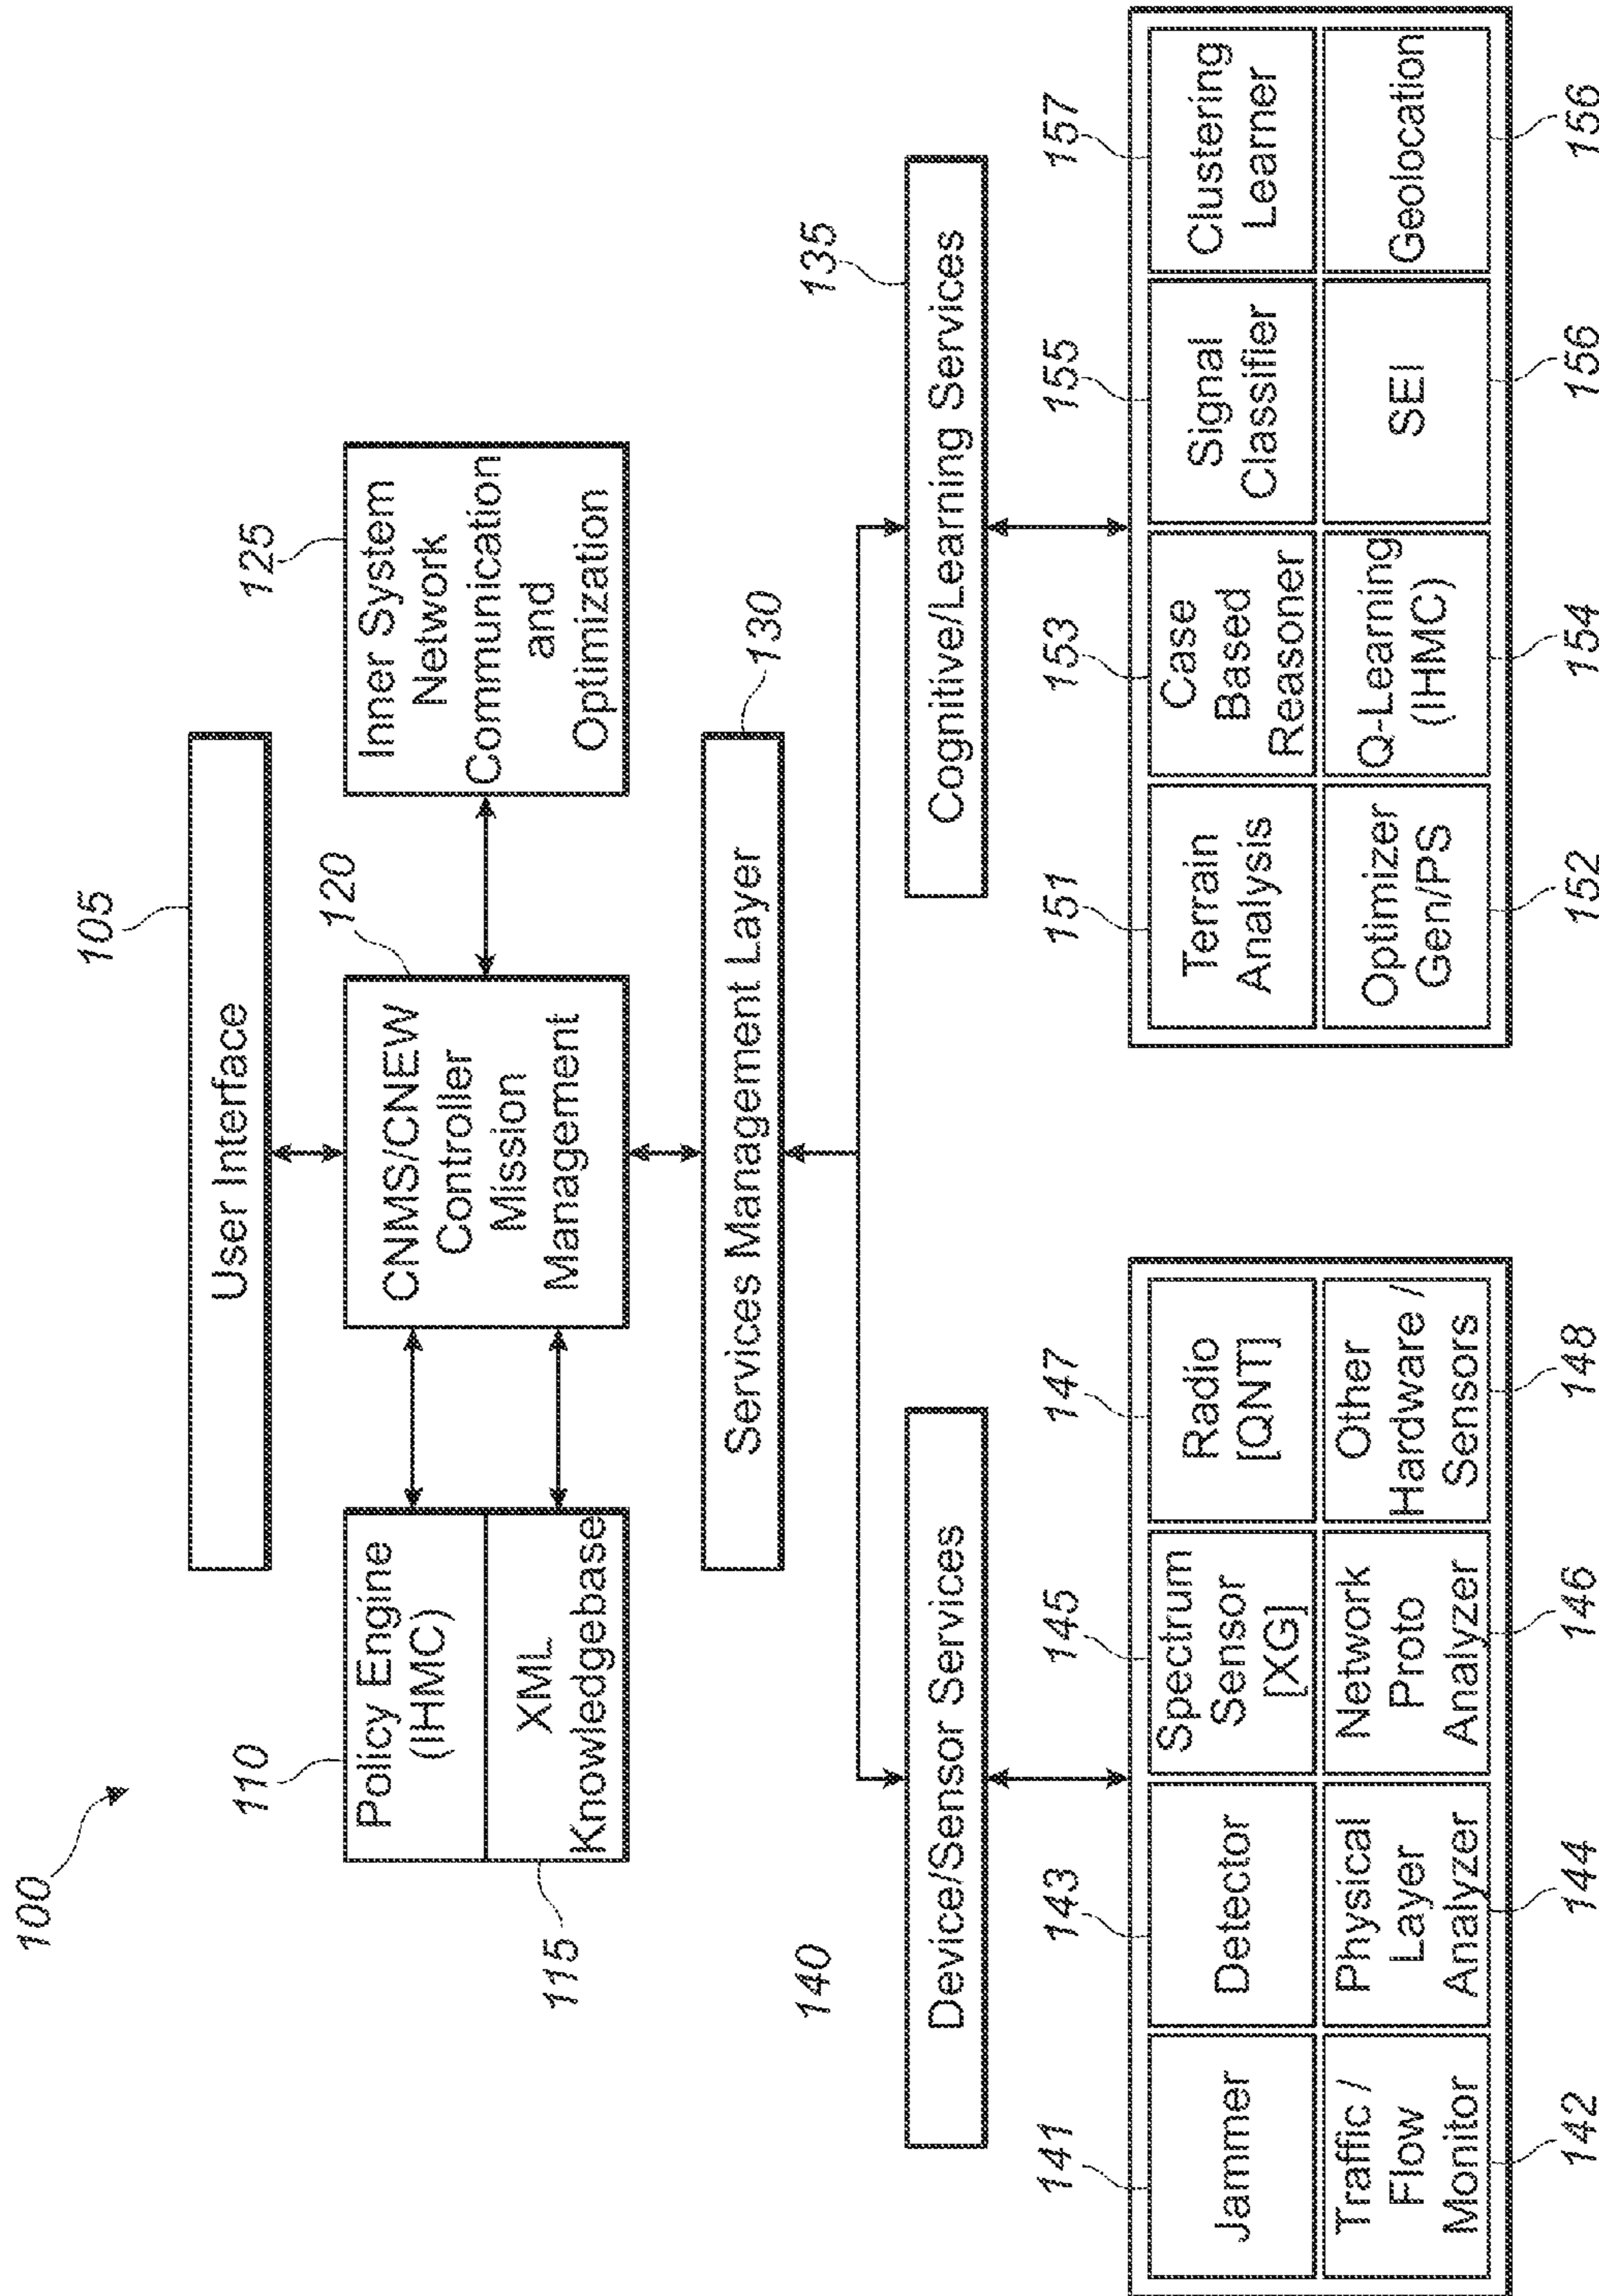 100
105
User Interface
110
Policy Engine
(IHMC)
XML
Knowledgebase
115
120
CNMS/CNEW
Controller
Mission
Management
125
Inner System
Network
Communication
and
Optimization
130
Services Management Layer
140
Device/Sensor Services
135
Cognitive/Learning Services
141
143
145
147
Jammer
Detector
Spectrum
Sensor
[XG]
Radio
[QNT]
Traffic /
Flow
Monitor
Physical
Layer
Analyzer
Network
Proto
Analyzer
Other
Hardware /
Sensors
142
144
146
148
151
153
155
157
Terrain
Analysis
Case
Based
Reasoner
Signal
Classifier
Clustering
Learner
Optimizer
Gen/PS
Q-Learning
(IHMC)
SEI
Geolocation
152
154
156
156